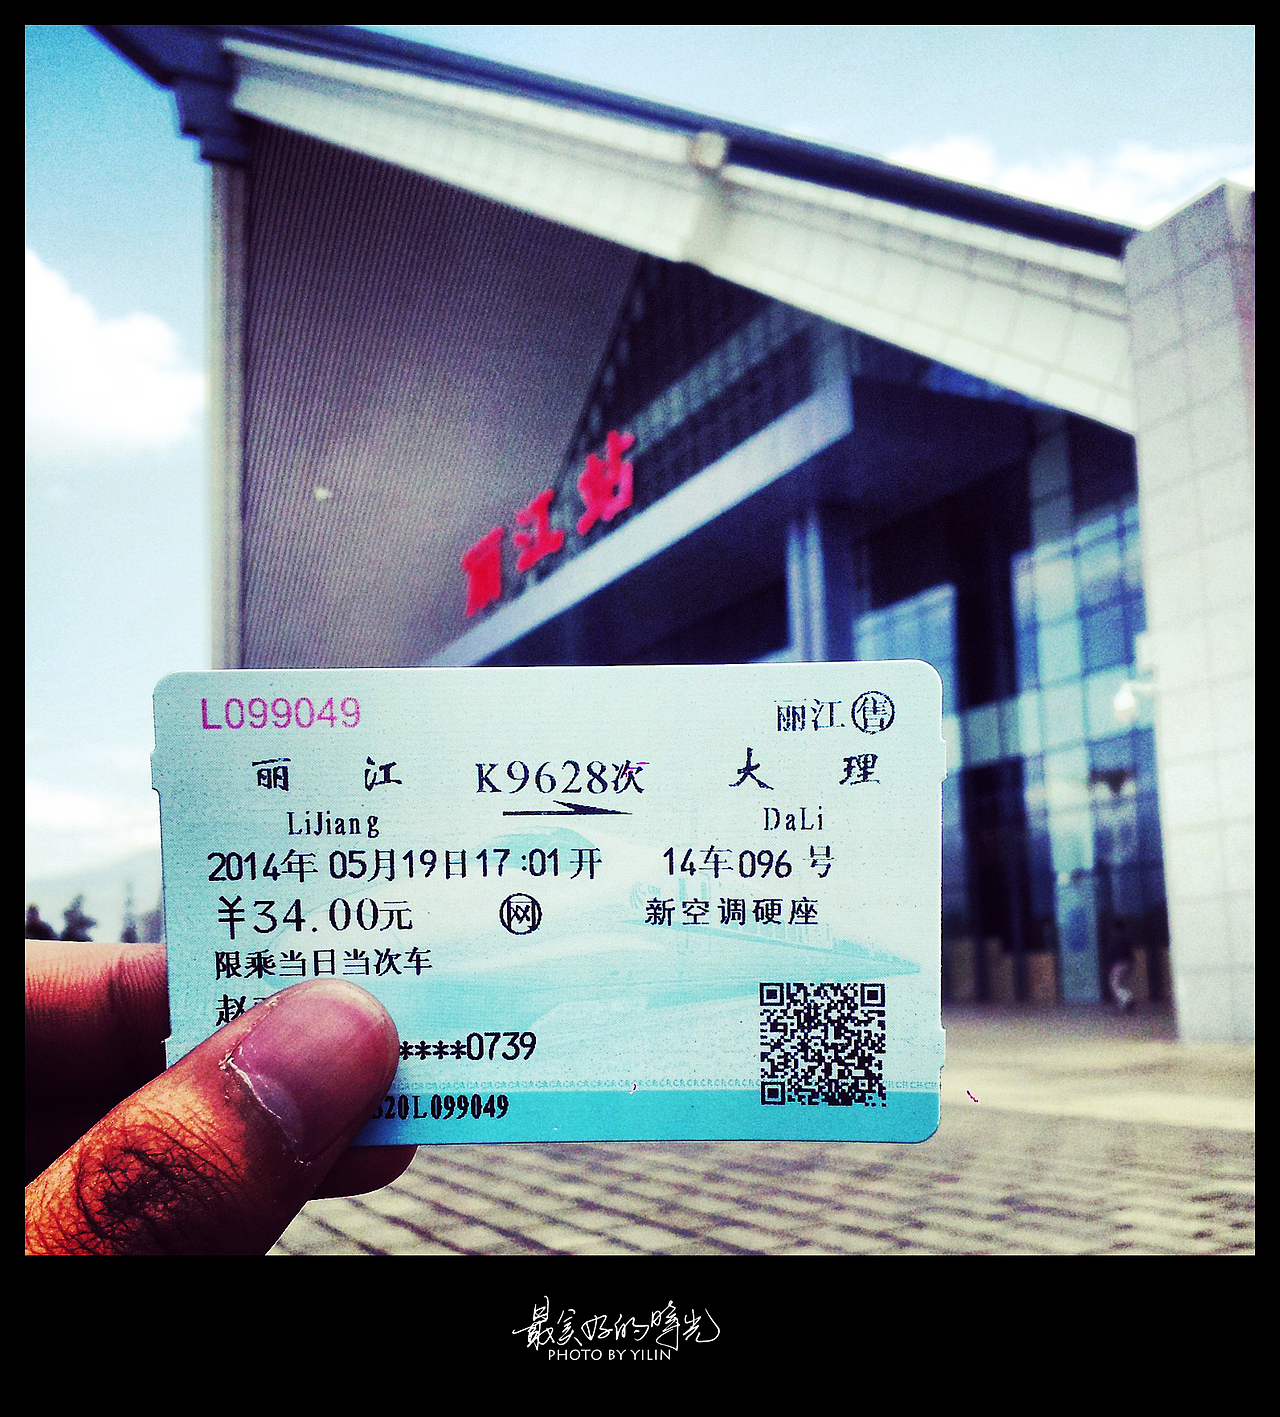 丽江站
L099049
丽江售
丽江 K9628次 大理
LiJiang DaLi
2014年05月19日17:01开 14车096号
¥34.00元 网 新空调硬座
限乘当日当次车
赵
****0739
20L099049
最美好的時光
PHOTO BY YILIN